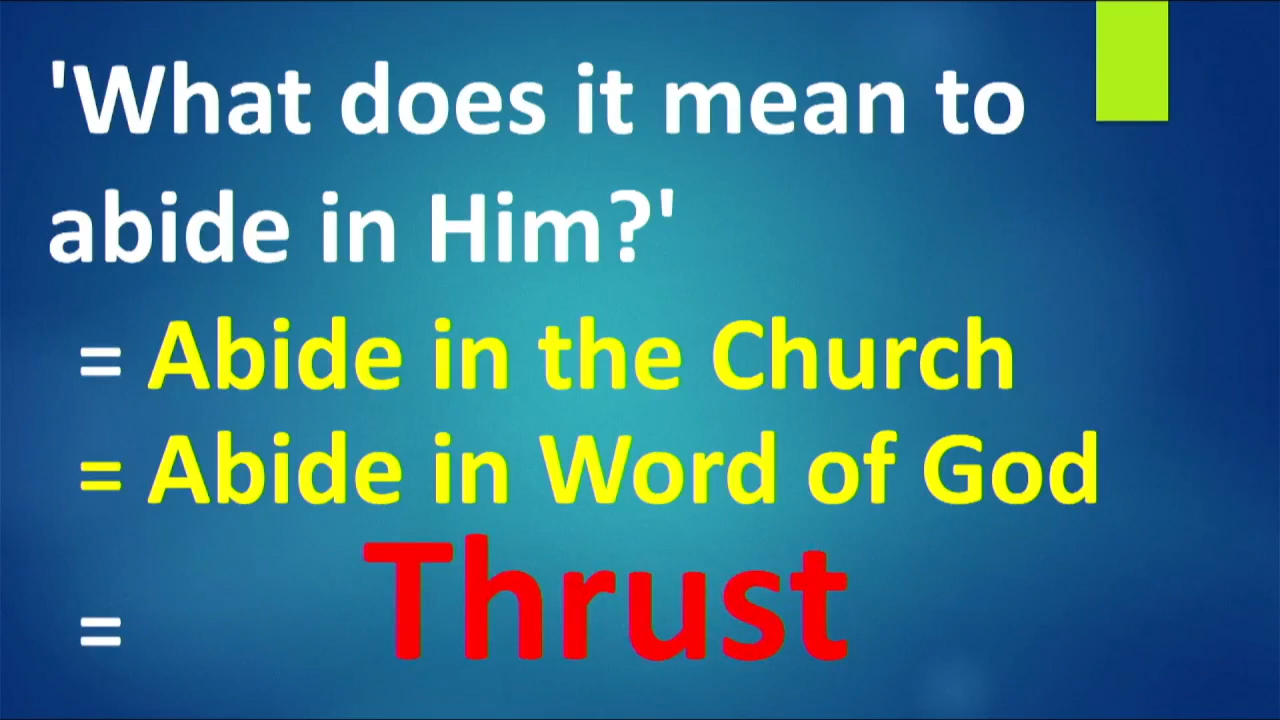 'What does it mean to
abide in Him?'
= Abide in the Church
= Abide in Word of God
= Thrust